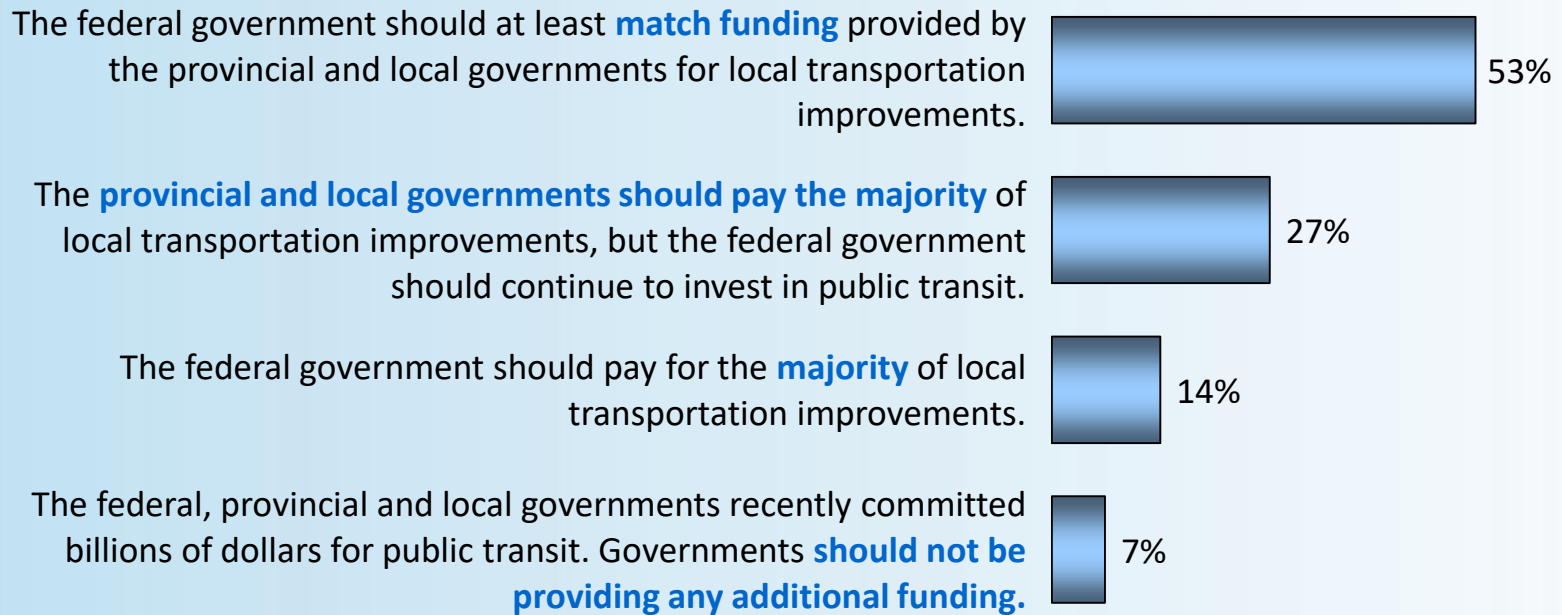 The federal government should at least match funding provided by
the provincial and local governments for local transportation
improvements.
53%
The provincial and local governments should pay the majority of
local transportation improvements, but the federal government
should continue to invest in public transit.
27%
The federal government should pay for the majority of local
transportation improvements.
14%
The federal, provincial and local governments recently committed
billions of dollars for public transit. Governments should not be
providing any additional funding.
7%